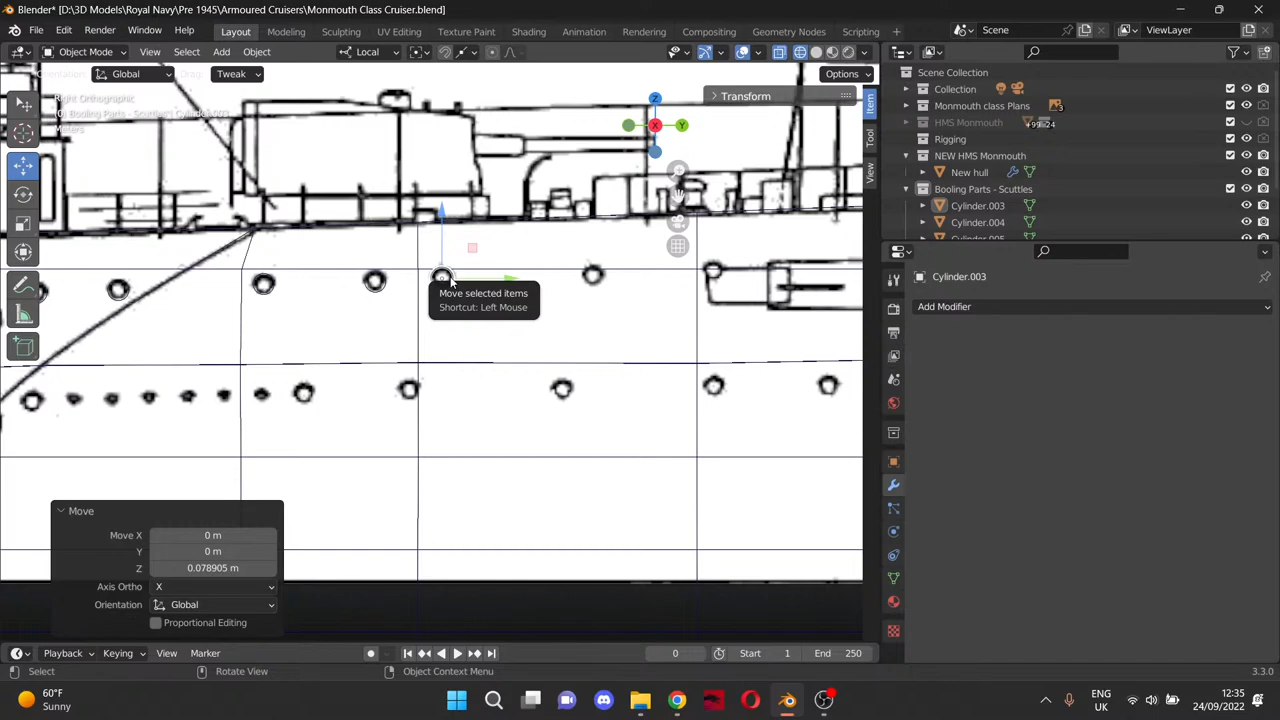 Blender* [D:\3D Models\Royal Navy\Pre 1945\Armoured Cruisers\Monmouth Class Cruiser.blend]
File Edit Render Window Help Layout Modeling Sculpting UV Editing Texture Paint Shading Animation Rendering Compositing Geometry Nodes Scripting Scene ViewLayer
Object Mode View Select Add Object Local
Global Drag: Tweak Options
Right Orthographic
Meters
Transform
Item
Tool
View
Z
X Y
Scene Collection
Collection
Monmouth class Plans
HMS Monmouth
Rigging
NEW HMS Monmouth
New hull
Booling Parts - Scuttles
Cylinder.003
Cylinder.004
Cylinder.003
Add Modifier
Move selected items
Shortcut: Left Mouse
Move
Move X 0 m
Y 0 m
Z 0.078905 m
Axis Ortho X
Orientation Global
Proportional Editing
Playback Keying View Marker 0 Start 1 End 250
Select Rotate View Object Context Menu 3.3.0
60°F
Sunny
ENG
UK
12:35
24/09/2022